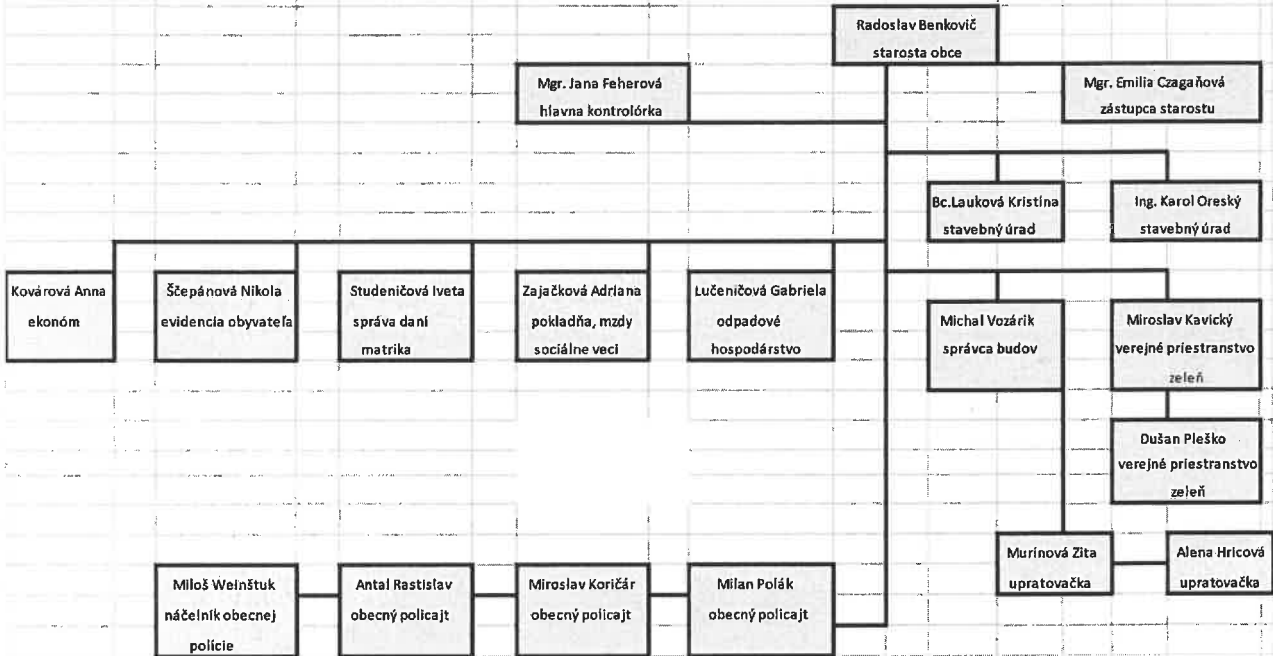 Radoslav Benkovič
starosta obce
Mgr. Jana Feherová
hlavna kontrolórka
Mgr. Emilia Czagaňová
zástupca starostu
Bc.Lauková Kristína
stavebný úrad
Ing. Karol Oreský
stavebný úrad
Kovárová Anna
ekonóm
Ščepánová Nikola
evidencia obyvateľa
Studeničová Iveta
správa daní
matrika
Zajačková Adriana
pokladňa, mzdy
sociálne veci
Lučeničová Gabriela
odpadové
hospodárstvo
Michal Vozárik
správca budov
Miroslav Kavický
verejné priestranstvo
zeleň
Dušan Pleško
verejné priestranstvo
zeleň
Murínová Zita
upratovačka
Alena Hricová
upratovačka
Miloš Weinštuk
náčelník obecnej
polície
Antal Rastislav
obecný policajt
Miroslav Koričár
obecný policajt
Milan Polák
obecný policajt